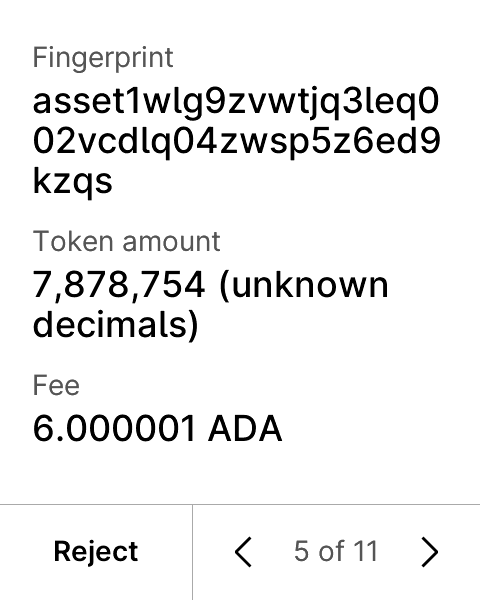 Fingerprint
asset1wlg9zvwtjq3leq0
02vcdlq04zwsp5z6ed9
kzqs
Token amount
7,878,754 (unknown
decimals)
Fee
6.000001 ADA
Reject
5 of 11